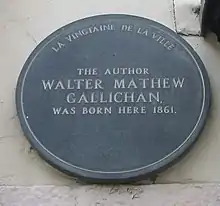 LA VINGTAINE DE LA VILLE
THE AUTHOR
WALTER MATHEW
GALLICHAN,
WAS BORN HERE 1861.